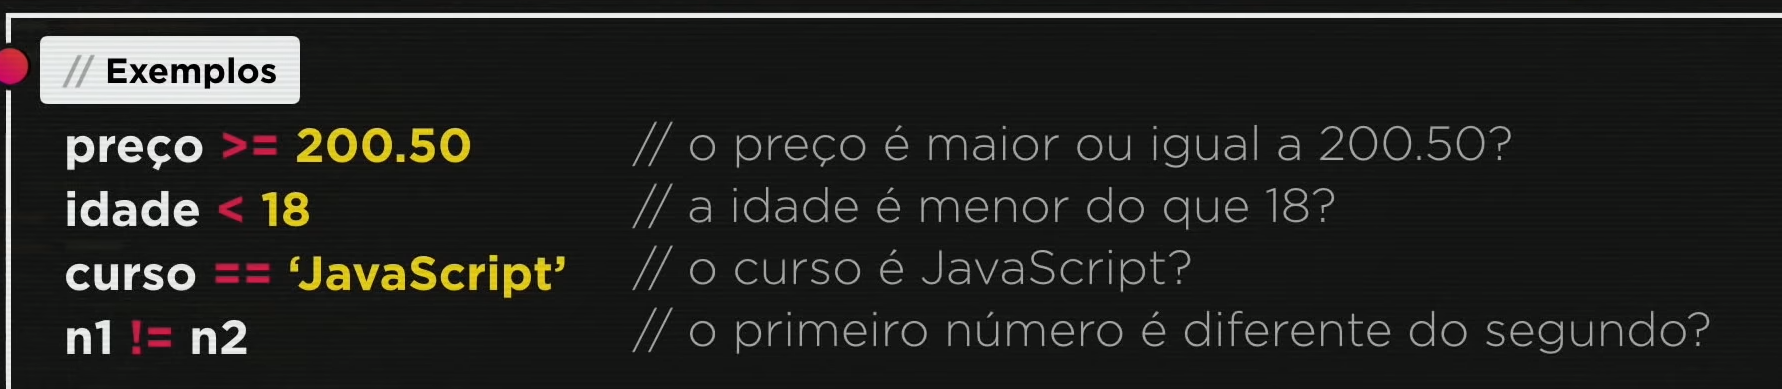 // Exemplos
preço >= 200.50 // o preço é maior ou igual a 200.50?
idade < 18 // a idade é menor do que 18?
curso == ‘JavaScript’ // o curso é JavaScript?
n1 != n2 // o primeiro número é diferente do segundo?